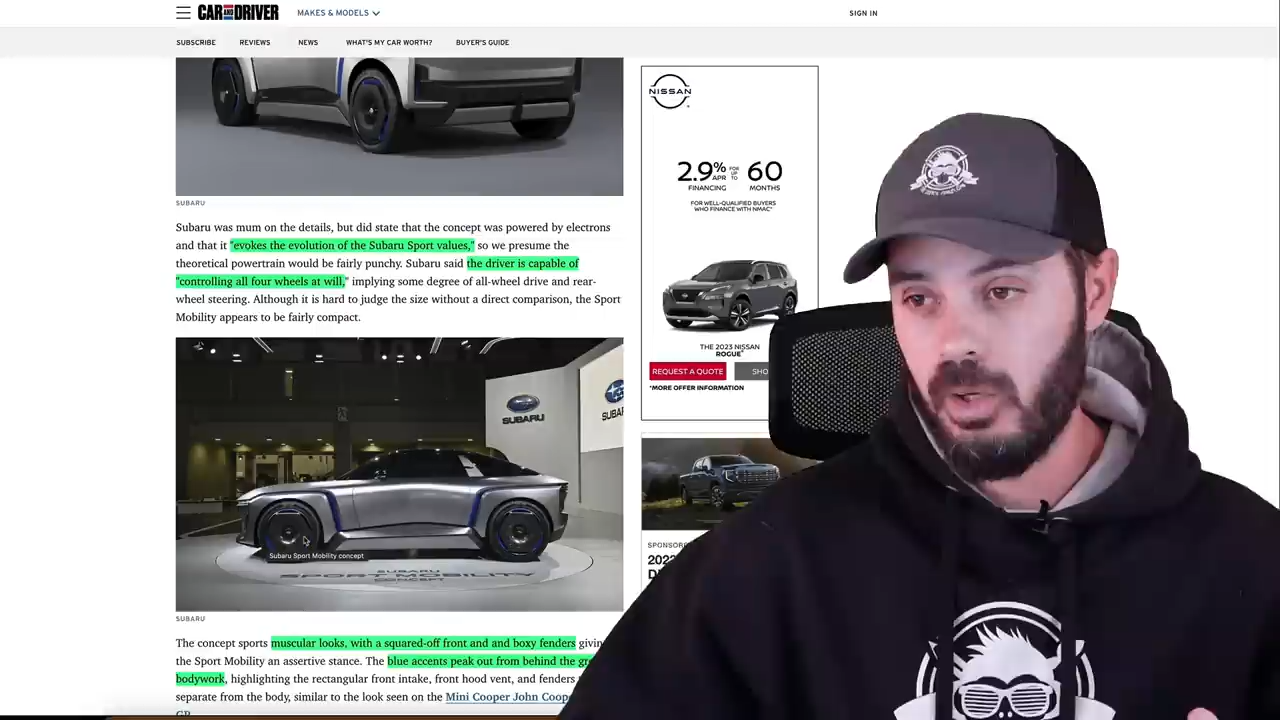 CAR AND DRIVER
MAKES & MODELS
SIGN IN
SUBSCRIBE
REVIEWS
NEWS
WHAT'S MY CAR WORTH?
BUYER'S GUIDE
SUBARU
Subaru was mum on the details, but did state that the concept was powered by electrons
and that it "evokes the evolution of the Subaru Sport values," so we presume the
theoretical powertrain would be fairly punchy. Subaru said the driver is capable of
"controlling all four wheels at will," implying some degree of all-wheel drive and rear-
wheel steering. Although it is hard to judge the size without a direct comparison, the Sport
Mobility appears to be fairly compact.
SUBARU
Subaru Sport Mobility concept
SUBARU
SPORT MOBILITY
CONCEPT
SUBARU
The concept sports muscular looks, with a squared-off front and and boxy fenders
the Sport Mobility an assertive stance. The blue accents peak out from behind the
bodywork, highlighting the rectangular front intake, front hood vent, and fenders
separate from the body, similar to the look seen on the Mini Cooper John
GP
NISSAN
2.9% APR FOR UP TO 60
FINANCING MONTHS
FOR WELL-QUALIFIED BUYERS
WHO FINANCE WITH NMAC*
THE 2023 NISSAN
ROGUE
REQUEST A QUOTE
*MORE OFFER INFORMATION